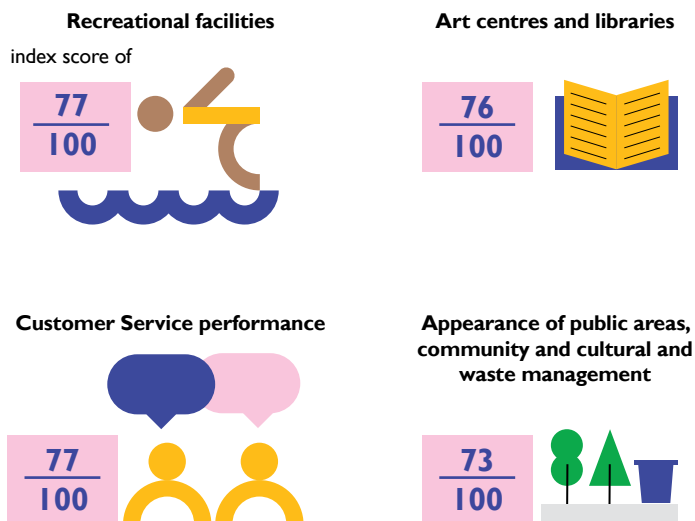 Recreational facilities
index score of
77
100
Art centres and libraries
76
100
Customer Service performance
77
100
Appearance of public areas,
community and cultural and
waste management
73
100